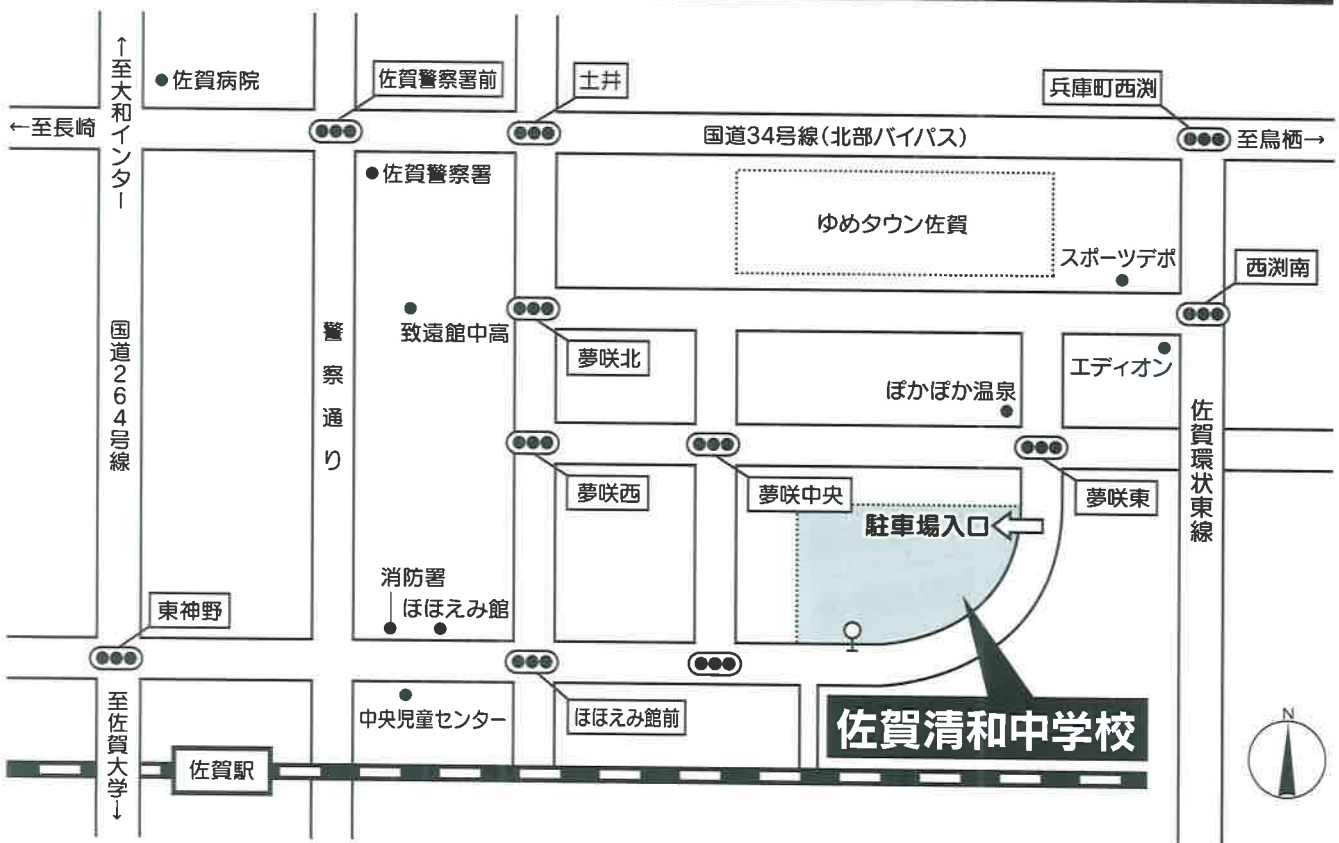 ↑至大和インター
佐賀病院
佐賀警察署前
土井
兵庫町西渕
←至長崎
国道34号線(北部バイパス)
至鳥栖→
佐賀警察署
ゆめタウン佐賀
スポーツデポ
西渕南
致遠館中高
夢咲北
国道264号線
警察通り
ぽかぽか温泉
エディオン
佐賀環状東線
夢咲西
夢咲中央
夢咲東
駐車場入口
消防署
ほほえみ館
東神野
中央児童センター
ほほえみ館前
佐賀清和中学校
至佐賀大学↓
佐賀駅
N